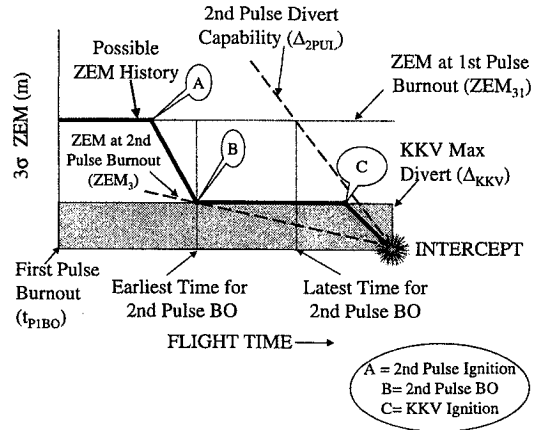 2nd Pulse Divert
Capability (Δ2PUL)
Possible
ZEM History
A
ZEM at 1st Pulse
Burnout (ZEM31)
3σ ZEM (m)
ZEM at 2nd
Pulse Burnout
(ZEM3)
B
C
KKV Max
Divert (ΔKKV)
INTERCEPT
First Pulse
Burnout
(tP1BO)
Earliest Time for
2nd Pulse BO
Latest Time for
2nd Pulse BO
FLIGHT TIME
A = 2nd Pulse Ignition
B= 2nd Pulse BO
C= KKV Ignition